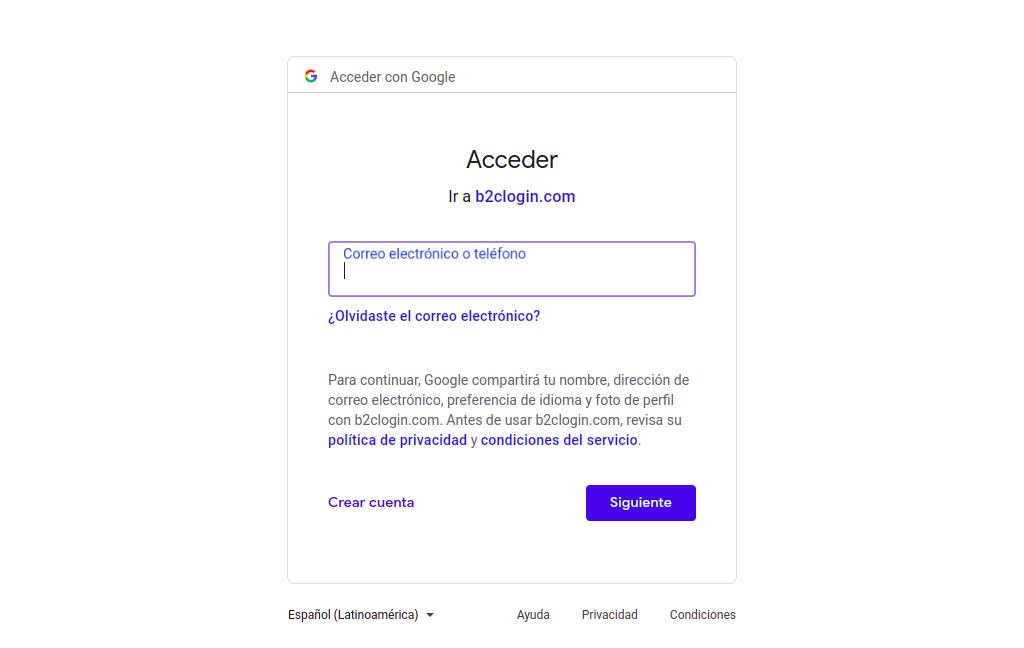 Acceder con Google
Acceder
Ir a b2clogin.com
Correo electrónico o teléfono
¿Olvidaste el correo electrónico?
Para continuar, Google compartirá tu nombre, dirección de
correo electrónico, preferencia de idioma y foto de perfil
con b2clogin.com. Antes de usar b2clogin.com, revisa su
política de privacidad y condiciones del servicio.
Crear cuenta
Siguiente
Español (Latinoamérica)
Ayuda
Privacidad
Condiciones